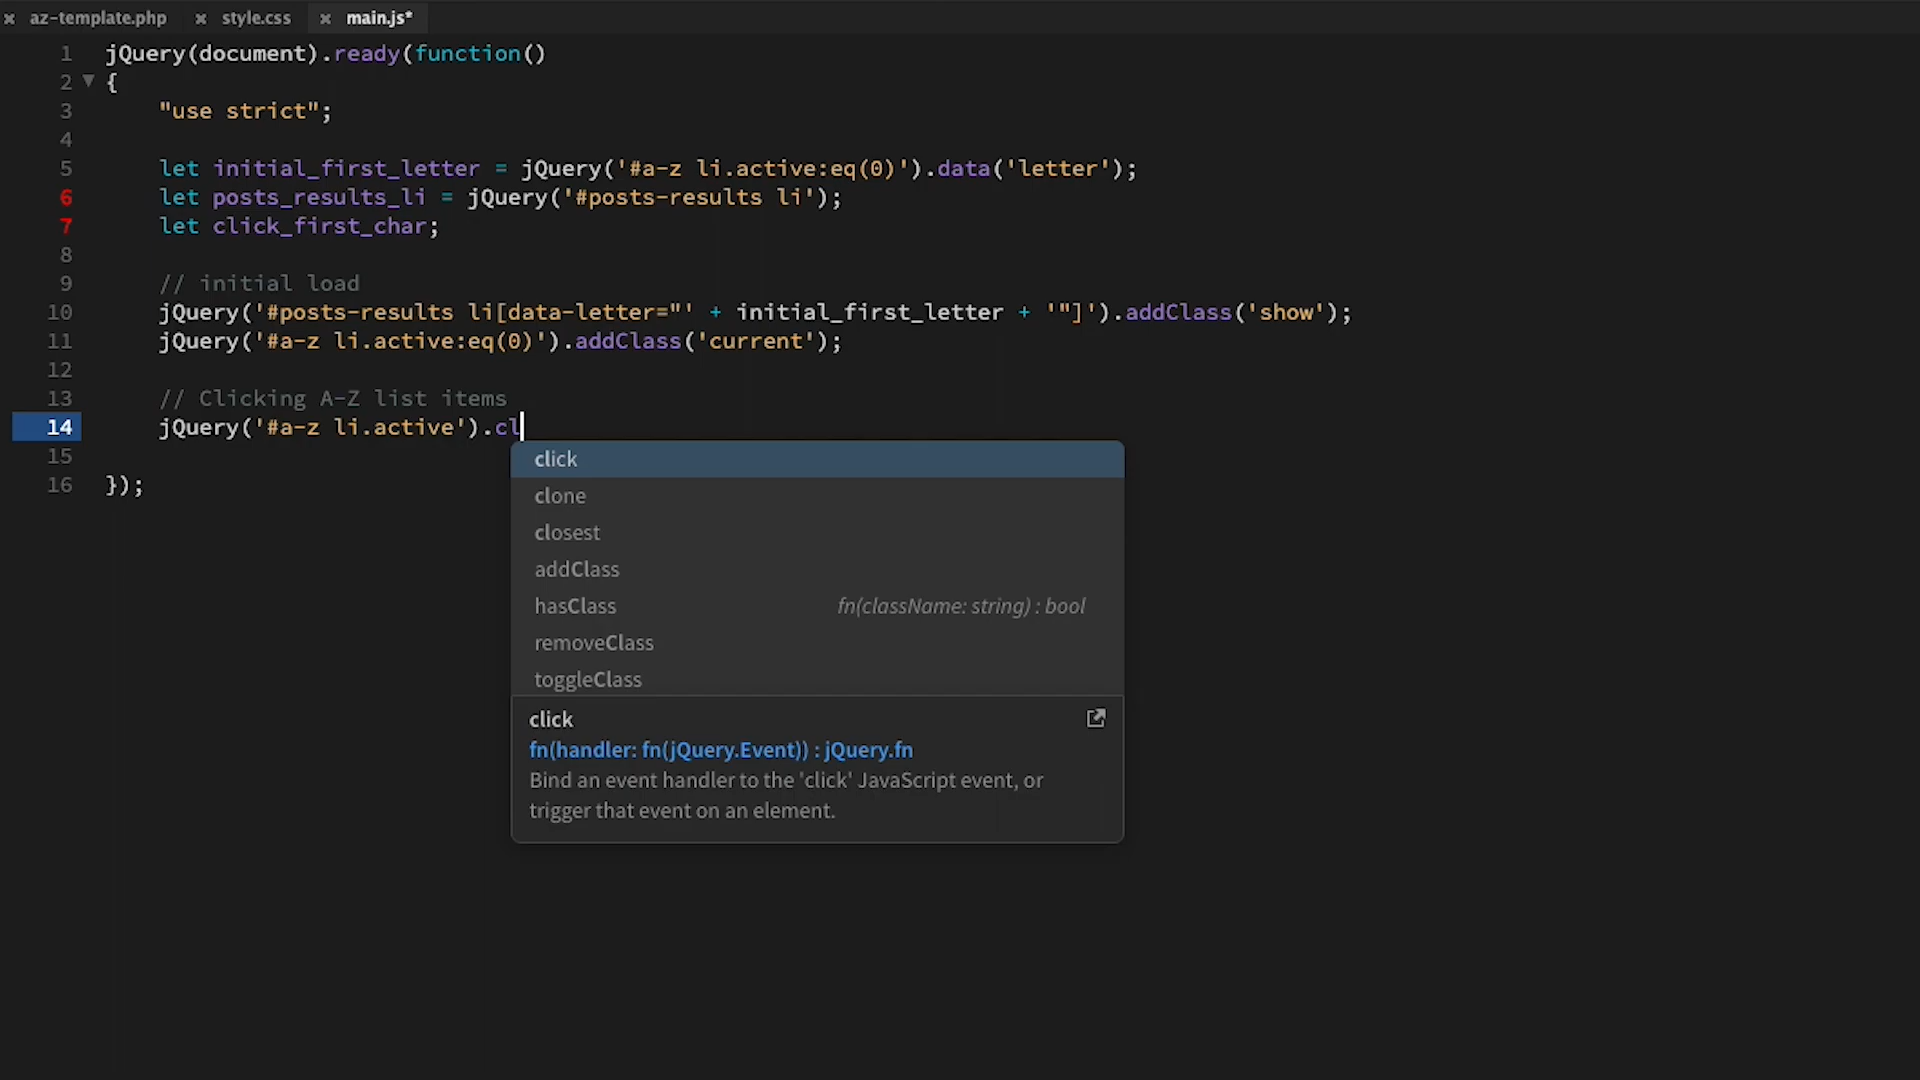 × az-template.php × style.css × main.js*
1 jQuery(document).ready(function()
2 {
3 "use strict";
4
5 let initial_first_letter = jQuery('#a-z li.active:eq(0)').data('letter');
6 let posts_results_li = jQuery('#posts-results li');
7 let click_first_char;
8
9 // initial load
10 jQuery('#posts-results li[data-letter="' + initial_first_letter + '"]').addClass('show');
11 jQuery('#a-z li.active:eq(0)').addClass('current');
12
13 // Clicking A-Z list items
14 jQuery('#a-z li.active').cl
15
16 });
click
clone
closest
addClass
hasClass fn(className: string) : bool
removeClass
toggleClass
click
fn(handler: fn(jQuery.Event)) : jQuery.fn
Bind an event handler to the 'click' JavaScript event, or
trigger that event on an element.